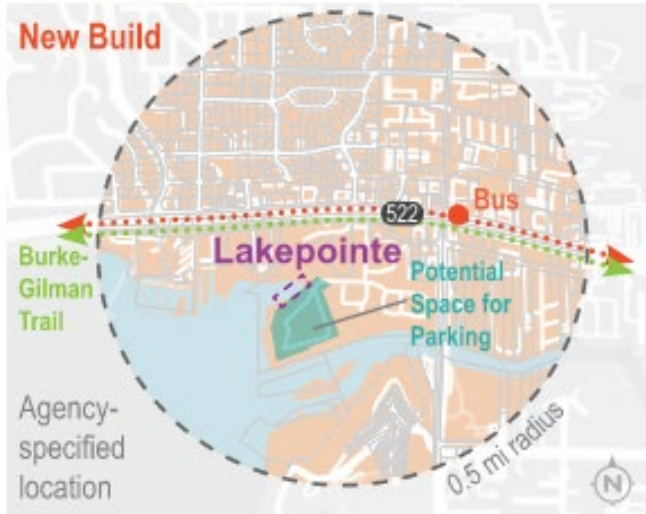 New Build
522
Bus
Burke-
Gilman
Trail
Lakepointe
Potential
Space for
Parking
Agency-
specified
location
0.5 mi radius
N